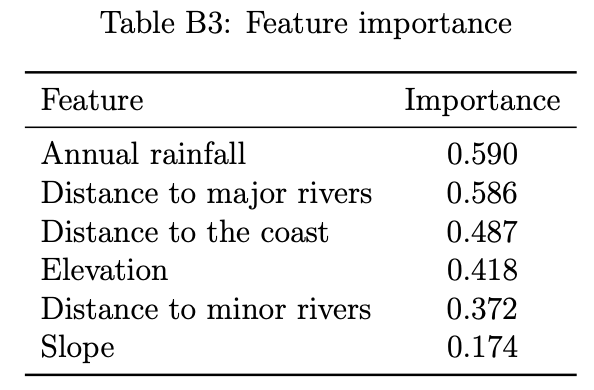 Table B3: Feature importance
Feature Importance
Annual rainfall 0.590
Distance to major rivers 0.586
Distance to the coast 0.487
Elevation 0.418
Distance to minor rivers 0.372
Slope 0.174